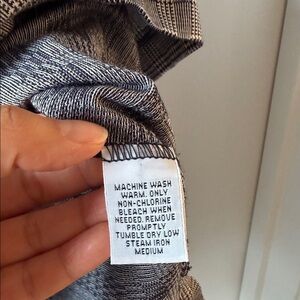 MACHINE WASH
WARM. ONLY
NON-CHLORINE
BLEACH WHEN
NEEDED. REMOVE
PROMPTLY
TUMBLE DRY LOW
STEAM IRON
MEDIUM